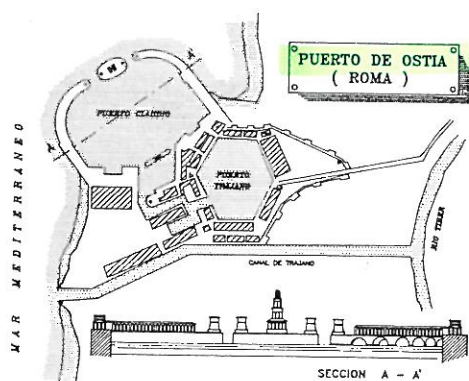 PUERTO DE OSTIA
( ROMA )
A'
PUERTO CLAUDIO
A
PUERTO
TRAJANO
MAR MEDITERRANEO
RIO TIBER
CANAL DE TRAJANO
SECCION A - A'